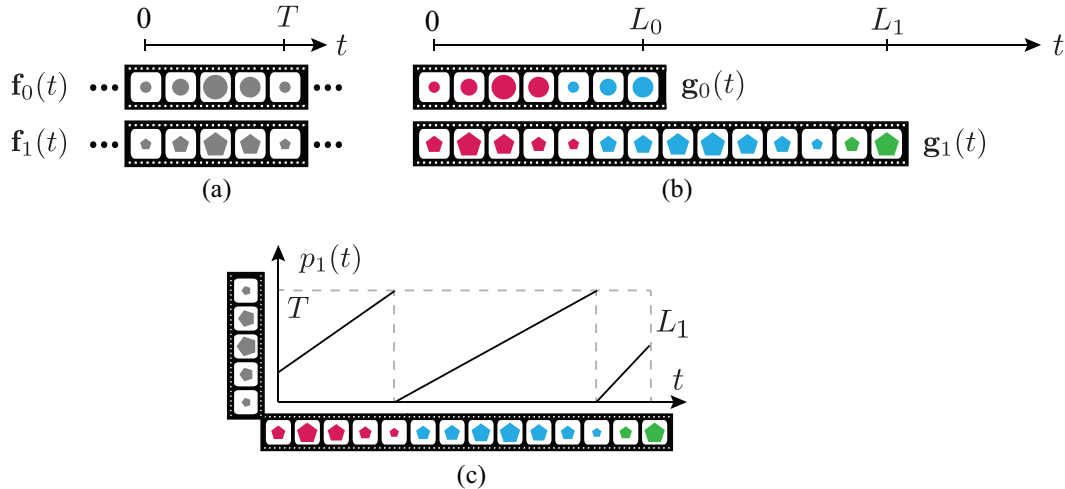 0 T t
0 L₀ L₁ t
f₀(t) ••• ••• g₀(t)
f₁(t) ••• ••• g₁(t)
(a) (b)
p₁(t)
T
L₁
t
(c)